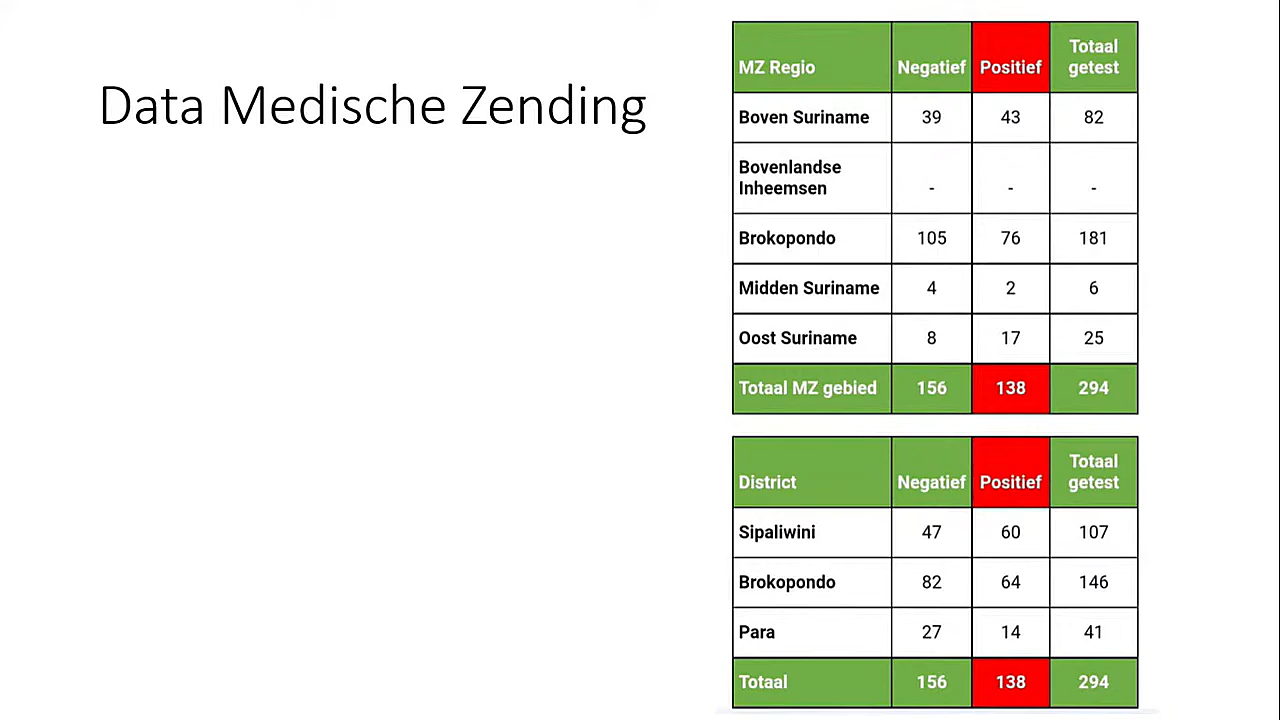 Data Medische Zending
MZ Regio Negatief Positief Totaal getest
Boven Suriname 39 43 82
Bovenlandse Inheemsen - - -
Brokopondo 105 76 181
Midden Suriname 4 2 6
Oost Suriname 8 17 25
Totaal MZ gebied 156 138 294
District Negatief Positief Totaal getest
Sipaliwini 47 60 107
Brokopondo 82 64 146
Para 27 14 41
Totaal 156 138 294